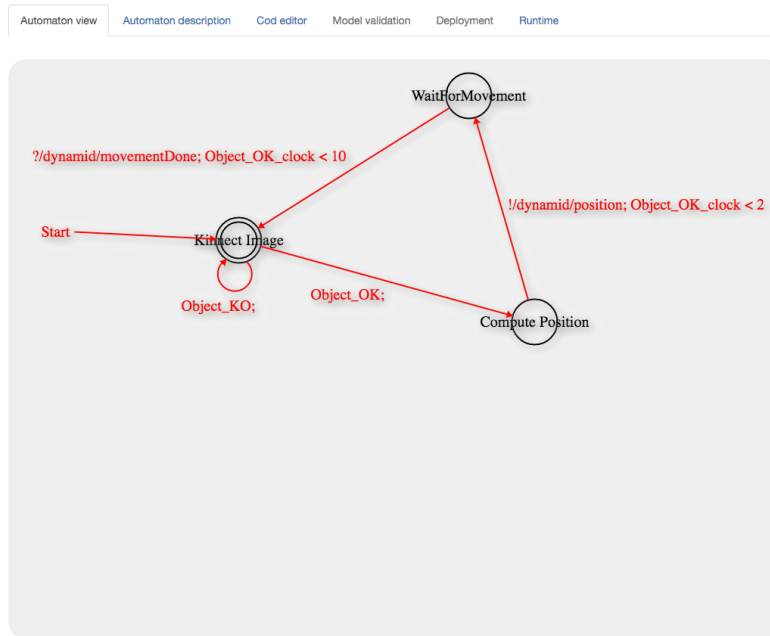 Automaton view Automaton description Cod editor Model validation Deployment Runtime
WaitForMovement
?/dynamid/movementDone; Object_OK_clock < 10
!/dynamid/position; Object_OK_clock < 2
Start
Kinnect Image
Object_OK;
Object_KO;
Compute Position